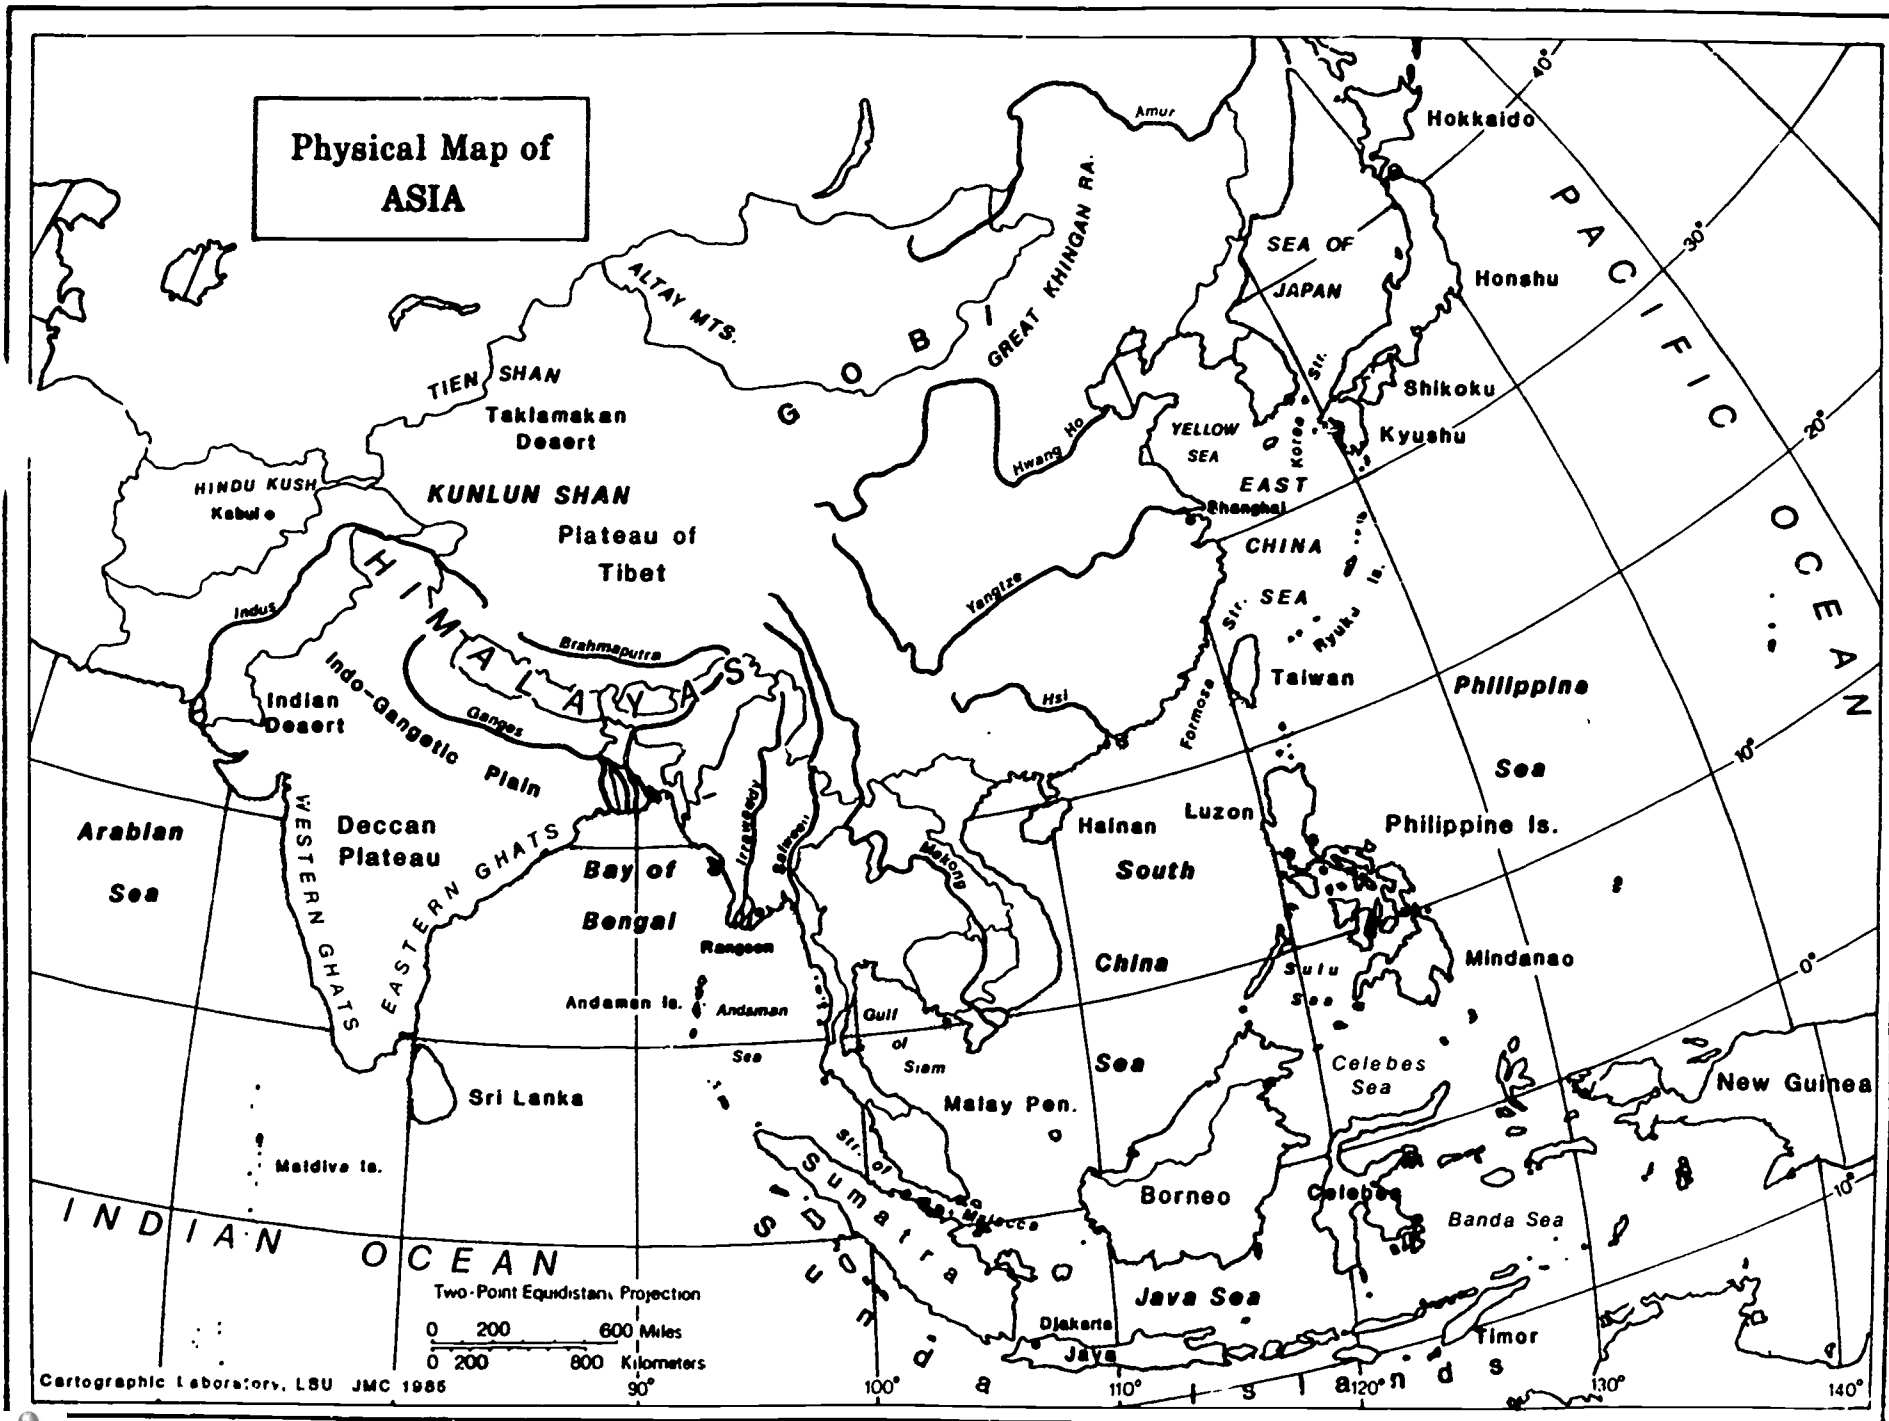 Physical Map of
ASIA
Amur
Hokkaido
40°
PACIFIC OCEAN
30°
SEA OF
JAPAN
Honshu
ALTAY MTS.
GOBI
GREAT KHINGAN RA.
TIEN SHAN
Taklamakan
Desert
Korea Str.
Shikoku
Kyushu
20°
YELLOW
SEA
Hwang Ho
HINDU KUSH
Kabul
KUNLUN SHAN
Plateau of
Tibet
EAST
Shanghai
CHINA
SEA
Yangtze
Ryuku Is.
Indus
HIMALAYAS
Brahmaputra
Indian
Desert
Indo-Gangetic Plain
Ganges
Hsi
Formosa Str.
Taiwan
Philippine
Sea
10°
Arabian
Sea
WESTERN GHATS
Deccan
Plateau
EASTERN GHATS
Bay of
Bengal
Irrawaddy
Salween
Mekong
Hainan
Luzon
Philippine Is.
South
China
Sea
Rangoon
Andaman Is.
Andaman
Sea
Gulf
of
Siam
Sulu
Sea
Mindanao
0°
Celebes
Sea
New Guinea
Sri Lanka
Malay Pen.
Maldive Is.
Str. of Malacca
Sumatra
Borneo
Celebes
Banda Sea
10°
INDIAN OCEAN
Java Sea
Sunda Islands
Djakarta
Java
Timor
Two-Point Equidistant Projection
0 200 600 Miles
0 200 800 Kilometers
Cartographic Laboratory, LSU JMC 1985
90°
100°
110°
120°
130°
140°